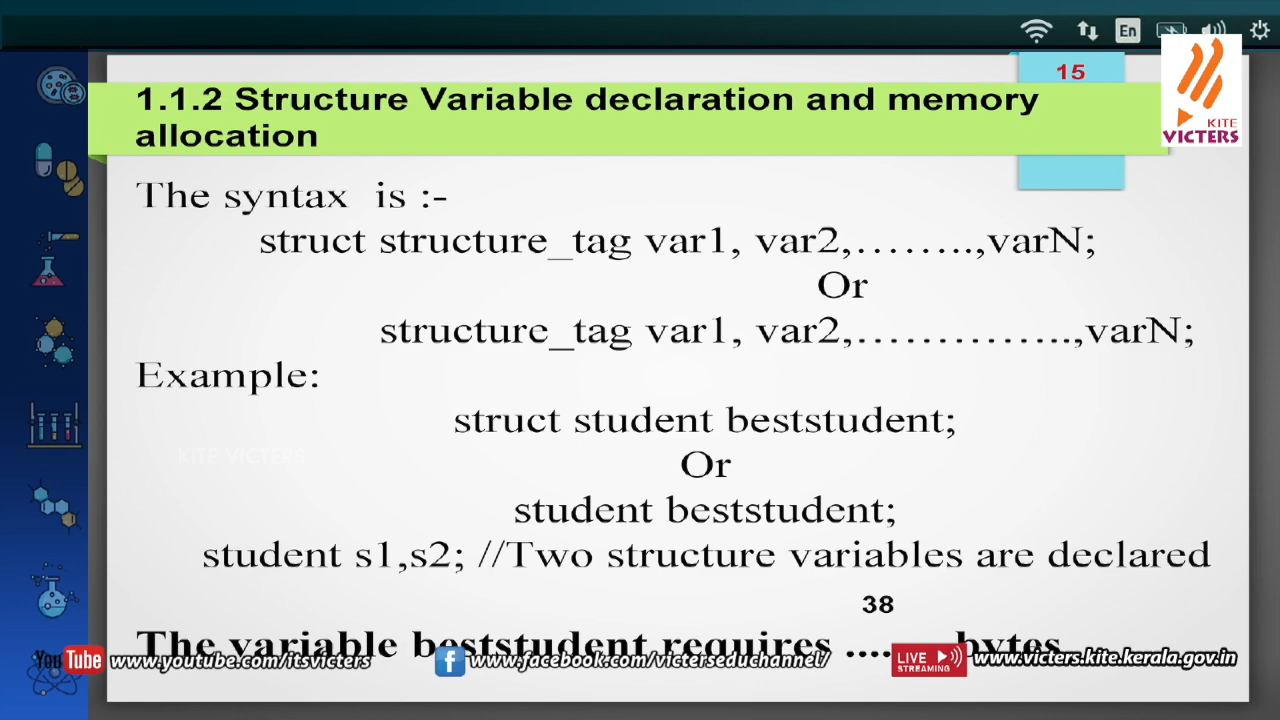 En
15
1.1.2 Structure Variable declaration and memory
allocation
KITE
VICTERS
The syntax is :-
struct structure_tag var1, var2,……..,varN;
Or
structure_tag var1, var2,…………..,varN;
Example:
struct student beststudent;
KITE VICTERS
Or
student beststudent;
student s1,s2; //Two structure variables are declared
38
The variable beststudent requires ........ bytes
YouTube www.youtube.com/itsvicters
f www.facebook.com/victerseduchannel/
LIVE STREAMING www.victers.kite.kerala.gov.in